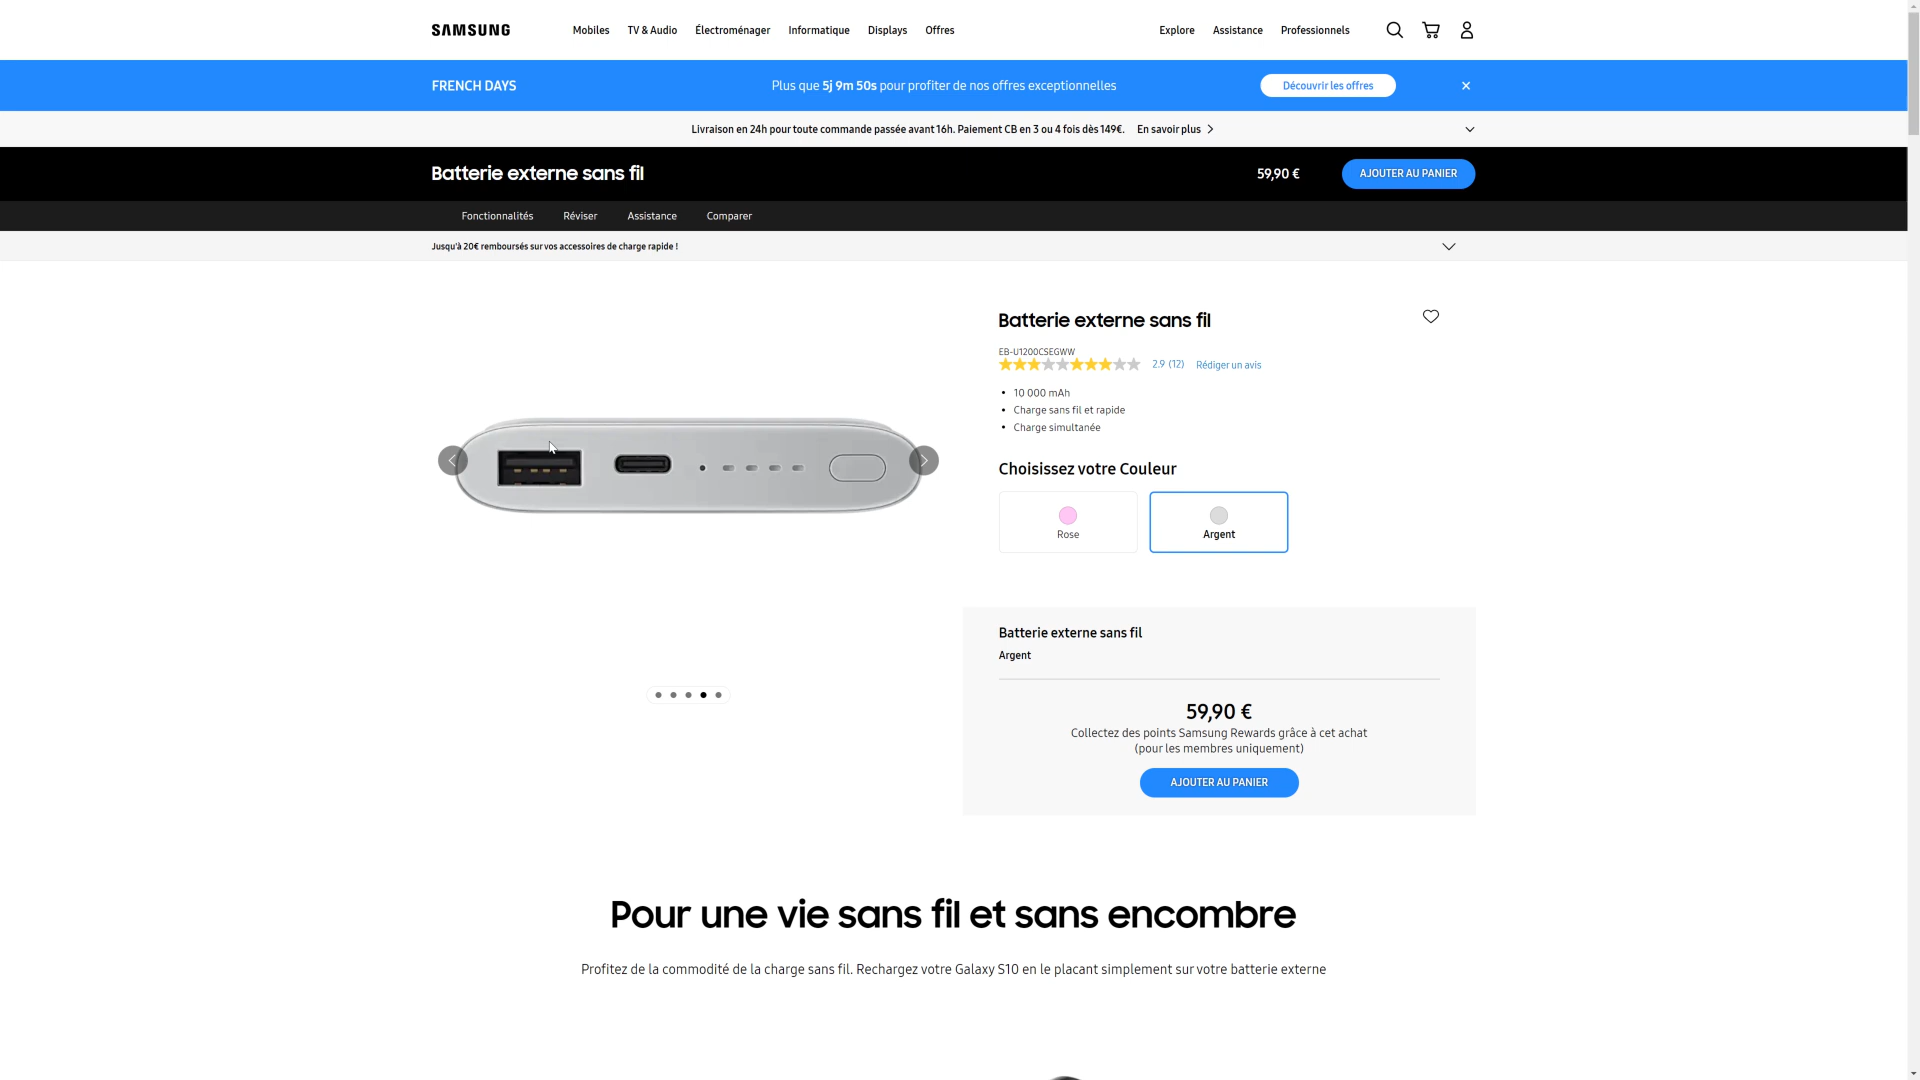 SAMSUNG
Mobiles
TV & Audio
Électroménager
Informatique
Displays
Offres
Explore
Assistance
Professionnels
FRENCH DAYS
Plus que 5j 9m 50s pour profiter de nos offres exceptionnelles
Découvrir les offres
Livraison en 24h pour toute commande passée avant 16h. Paiement CB en 3 ou 4 fois dès 149€.
En savoir plus
Batterie externe sans fil
59,90 €
AJOUTER AU PANIER
Fonctionnalités
Réviser
Assistance
Comparer
Jusqu'à 20€ remboursés sur vos accessoires de charge rapide !
Batterie externe sans fil
EB-U1200CSEGWW
2.9 (12)
Rédiger un avis
10 000 mAh
Charge sans fil et rapide
Charge simultanée
Choisissez votre Couleur
Rose
Argent
Batterie externe sans fil
Argent
59,90 €
Collectez des points Samsung Rewards grâce à cet achat
(pour les membres uniquement)
AJOUTER AU PANIER
Pour une vie sans fil et sans encombre
Profitez de la commodité de la charge sans fil. Rechargez votre Galaxy S10 en le placant simplement sur votre batterie externe